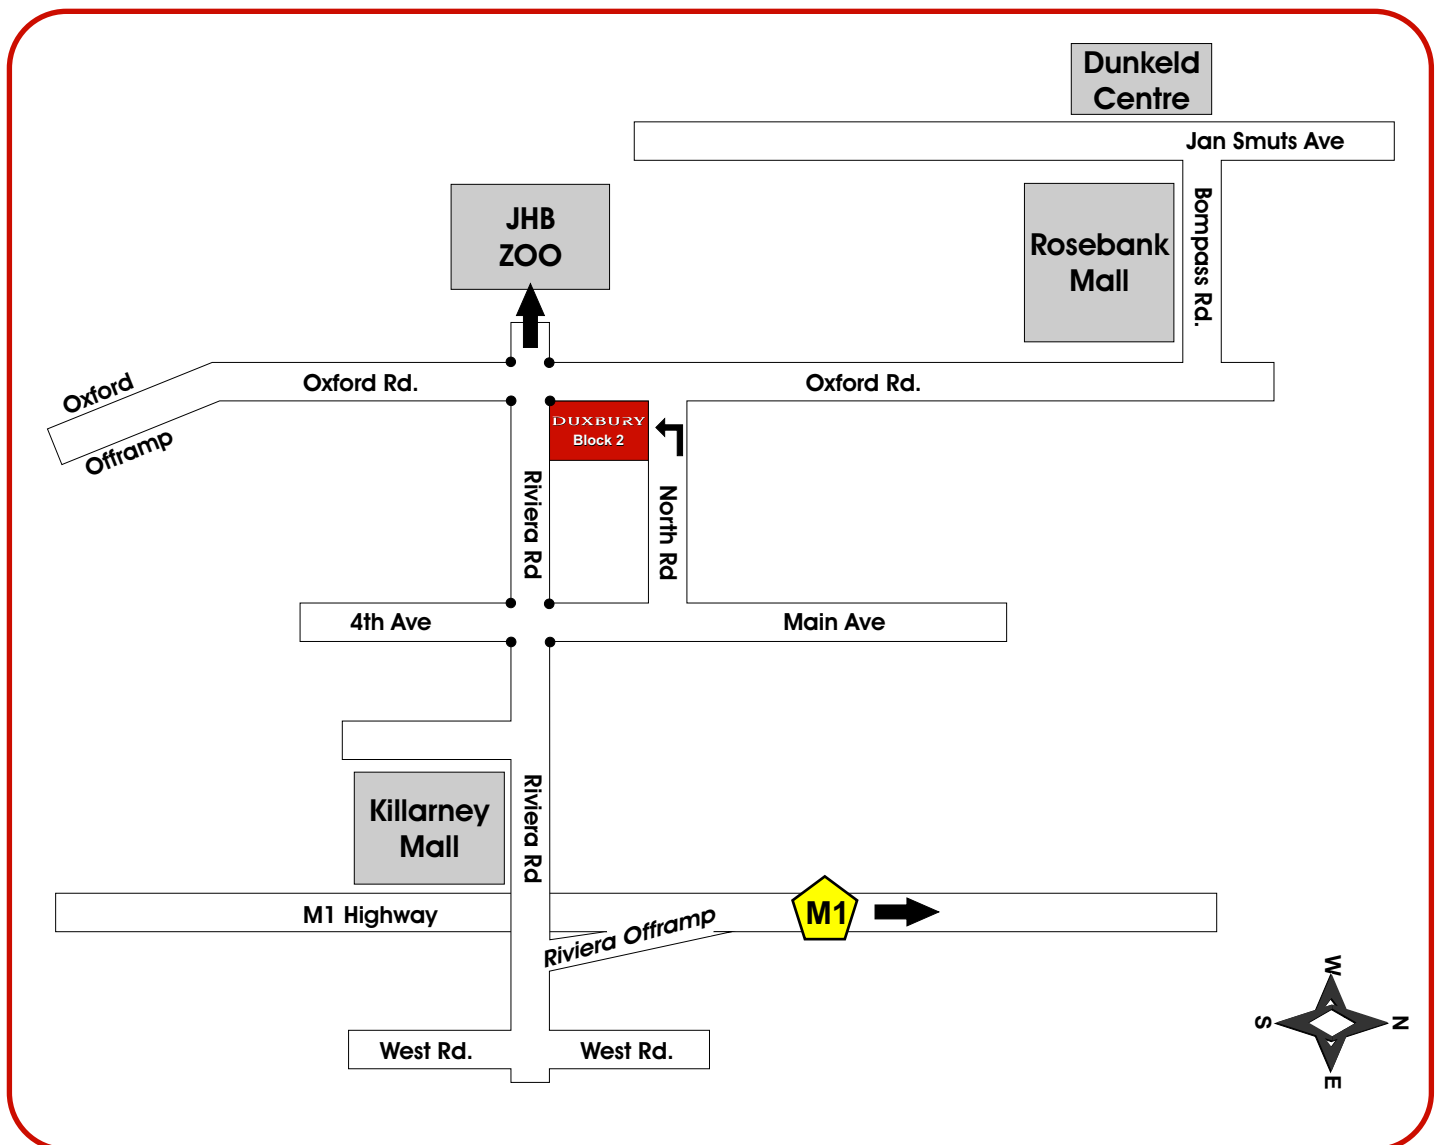 Dunkeld
Centre
Jan Smuts Ave
JHB
ZOO
Rosebank
Mall
Bompass Rd.
Oxford
Offramp
Oxford Rd.
Oxford Rd.
DUXBURY
Block 2
Riviera Rd
North Rd
4th Ave
Main Ave
Killarney
Mall
Riviera Rd
M1 Highway
Riviera Offramp
M1
West Rd.
West Rd.
W
S
N
E